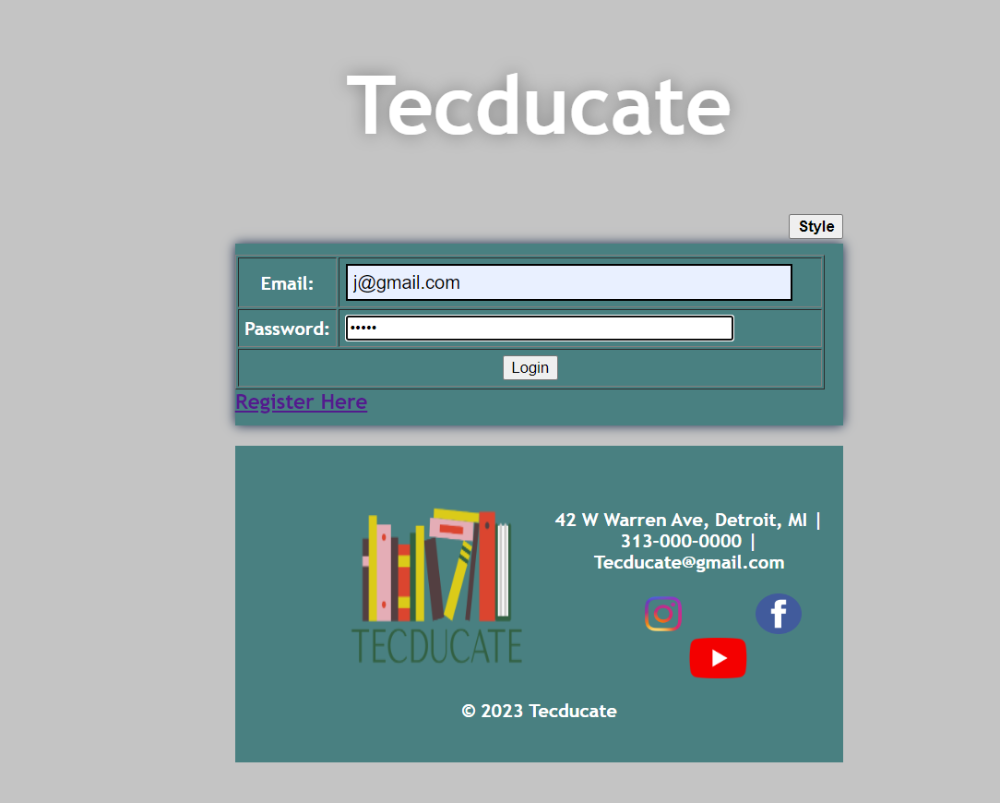 Tecducate
Style
Email:
j@gmail.com
Password:
•••••
Login
Register Here
42 W Warren Ave, Detroit, MI |
313-000-0000 |
Tecducate@gmail.com
TECDUCATE
© 2023 Tecducate